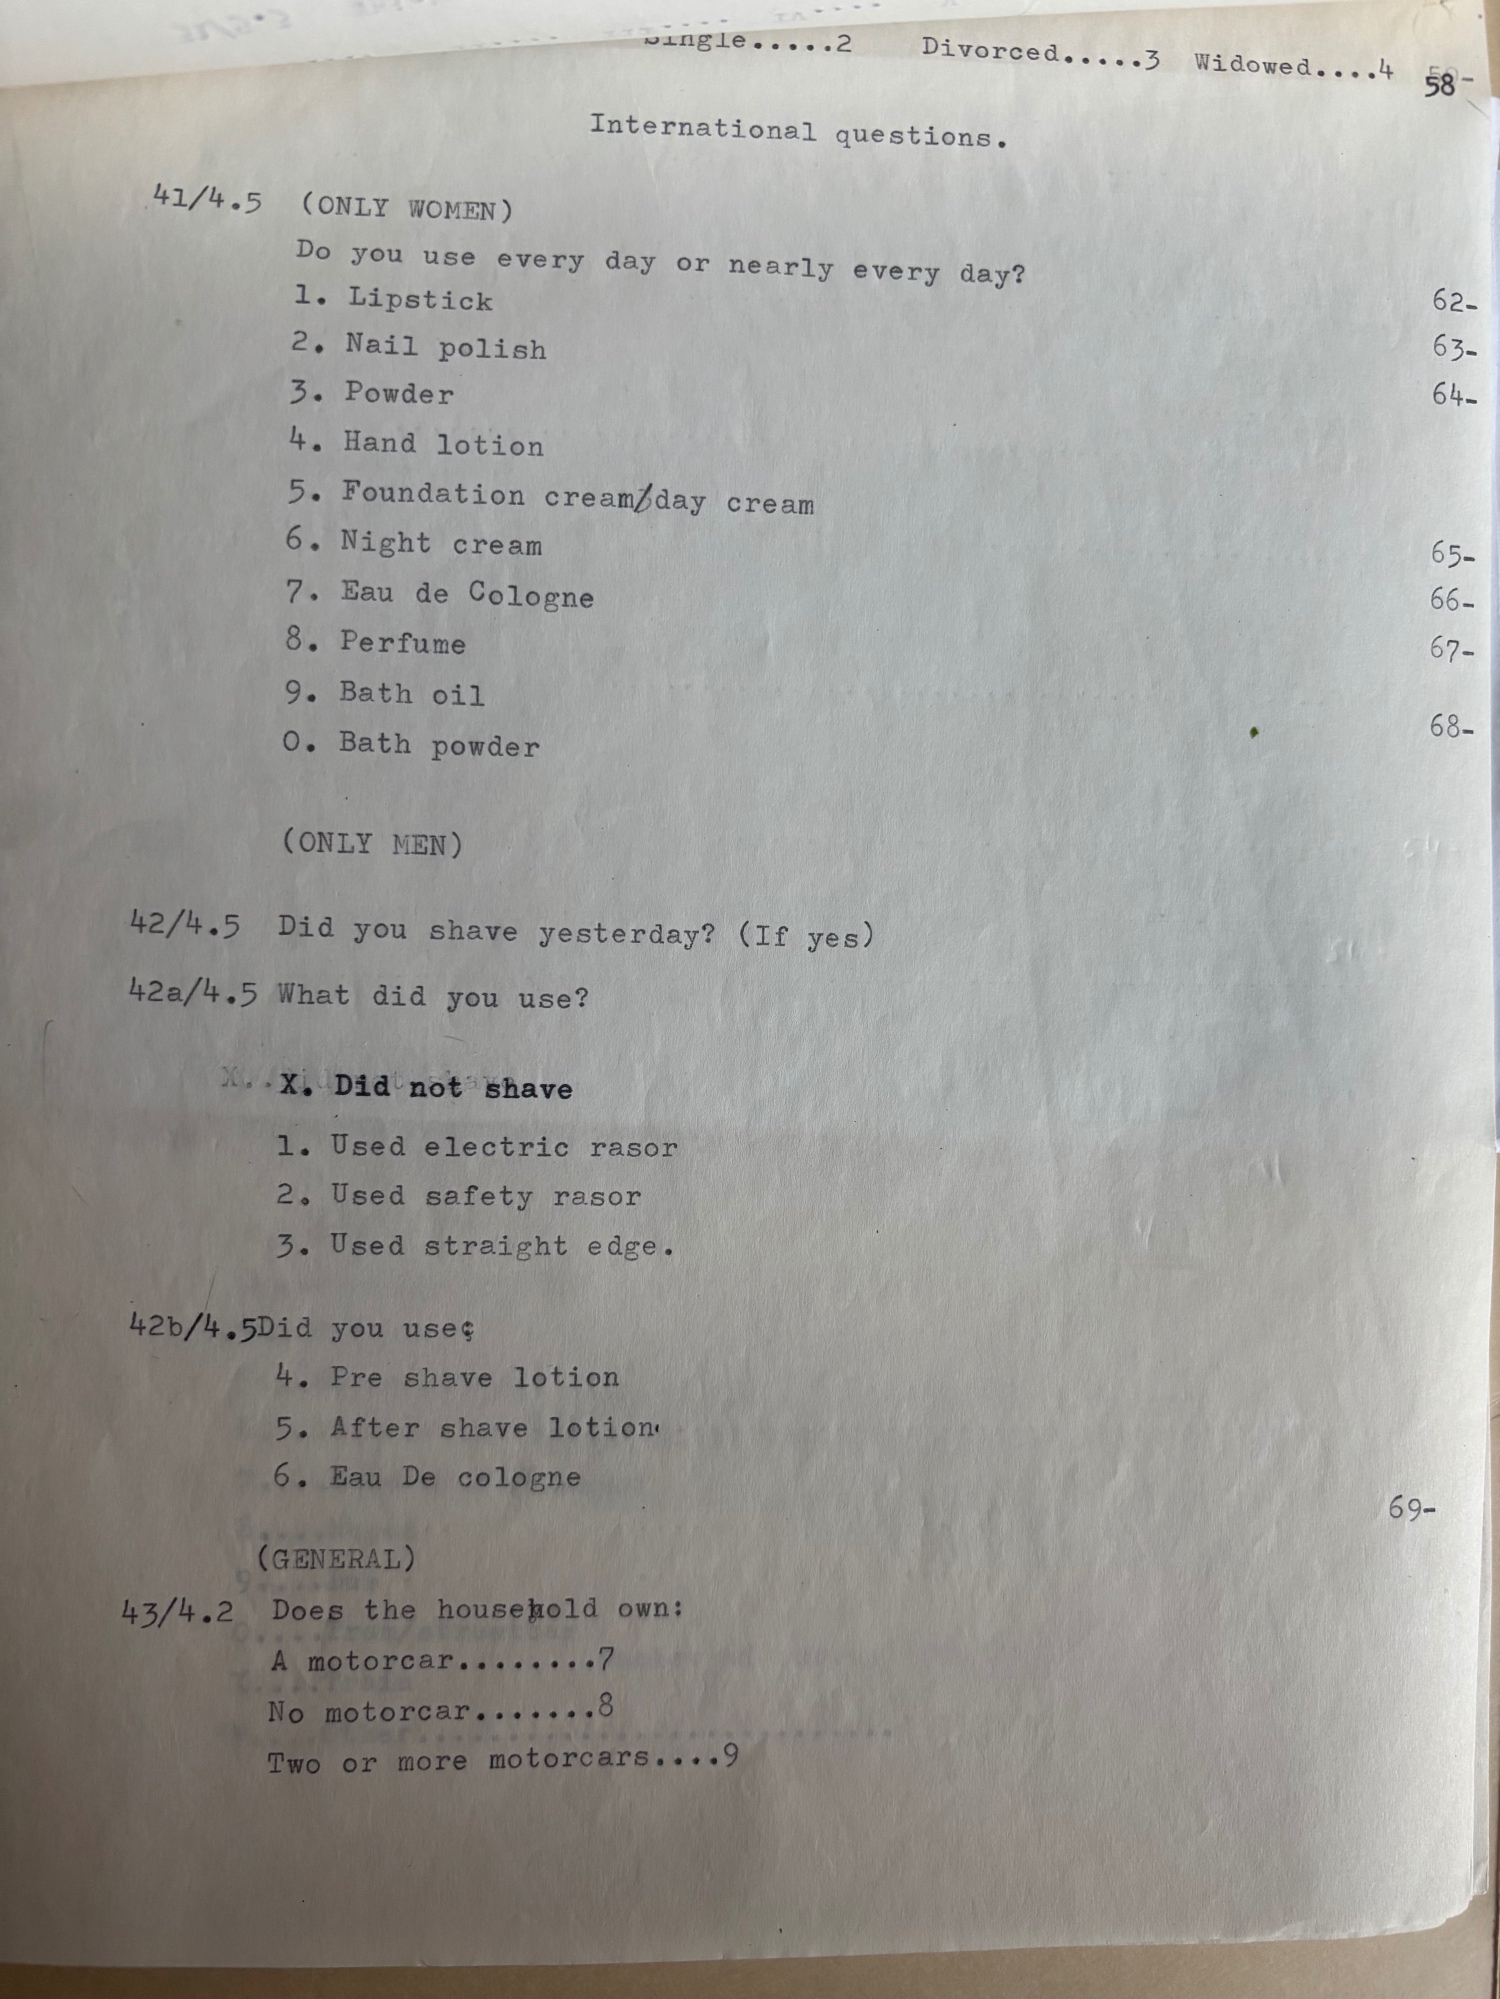 Single.....2 Divorced.....3 Widowed....4 58-
International questions.
41/4.5 (ONLY WOMEN)
Do you use every day or nearly every day?
1. Lipstick 62-
2. Nail polish 63-
3. Powder 64-
4. Hand lotion
5. Foundation cream/day cream
6. Night cream 65-
7. Eau de Cologne 66-
8. Perfume 67-
9. Bath oil
0. Bath powder 68-
(ONLY MEN)
42/4.5 Did you shave yesterday? (If yes)
42a/4.5 What did you use?
X. Did not shave
1. Used electric rasor
2. Used safety rasor
3. Used straight edge.
42b/4.5 Did you use:
4. Pre shave lotion
5. After shave lotion
6. Eau De cologne
69-
(GENERAL)
43/4.2 Does the household own:
A motorcar........7
No motorcar.......8
Two or more motorcars....9